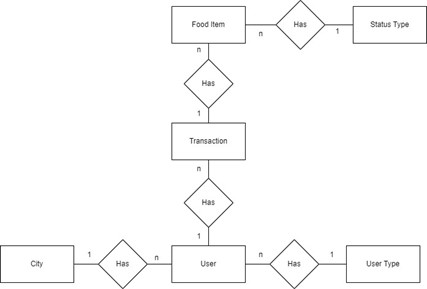 Food Item
n
Has
1
Status Type
n
Has
1
Transaction
n
Has
1
City
1
Has
n
User
n
Has
1
User Type